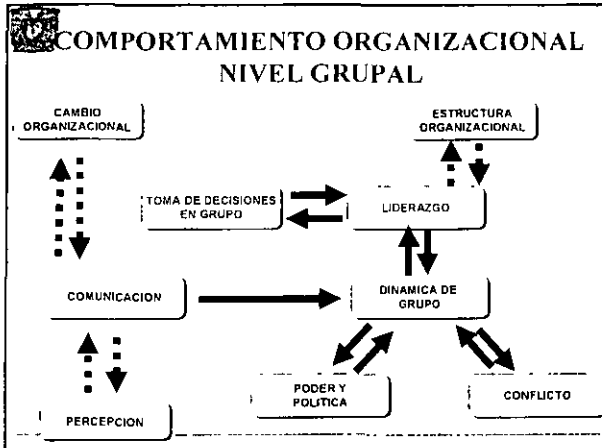 COMPORTAMIENTO ORGANIZACIONAL
NIVEL GRUPAL
CAMBIO
ORGANIZACIONAL
ESTRUCTURA
ORGANIZACIONAL
TOMA DE DECISIONES
EN GRUPO
LIDERAZGO
COMUNICACION
DINAMICA DE
GRUPO
PODER Y
POLITICA
CONFLICTO
PERCEPCION